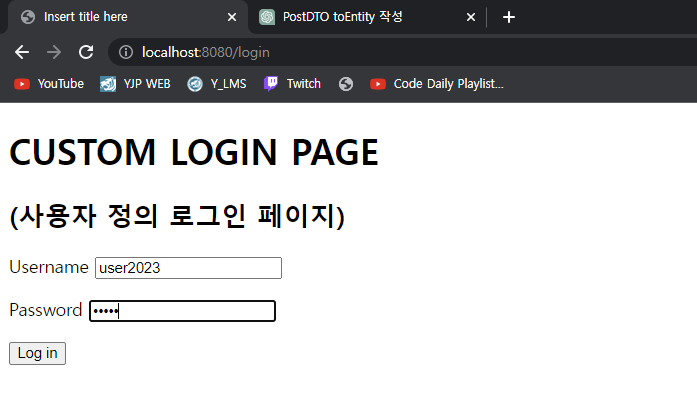 Insert title here
PostDTO toEntity 작성
localhost:8080/login
YouTube YJP WEB Y_LMS Twitch Code Daily Playlist...
CUSTOM LOGIN PAGE
(사용자 정의 로그인 페이지)
Username user2023
Password •••••
Log in